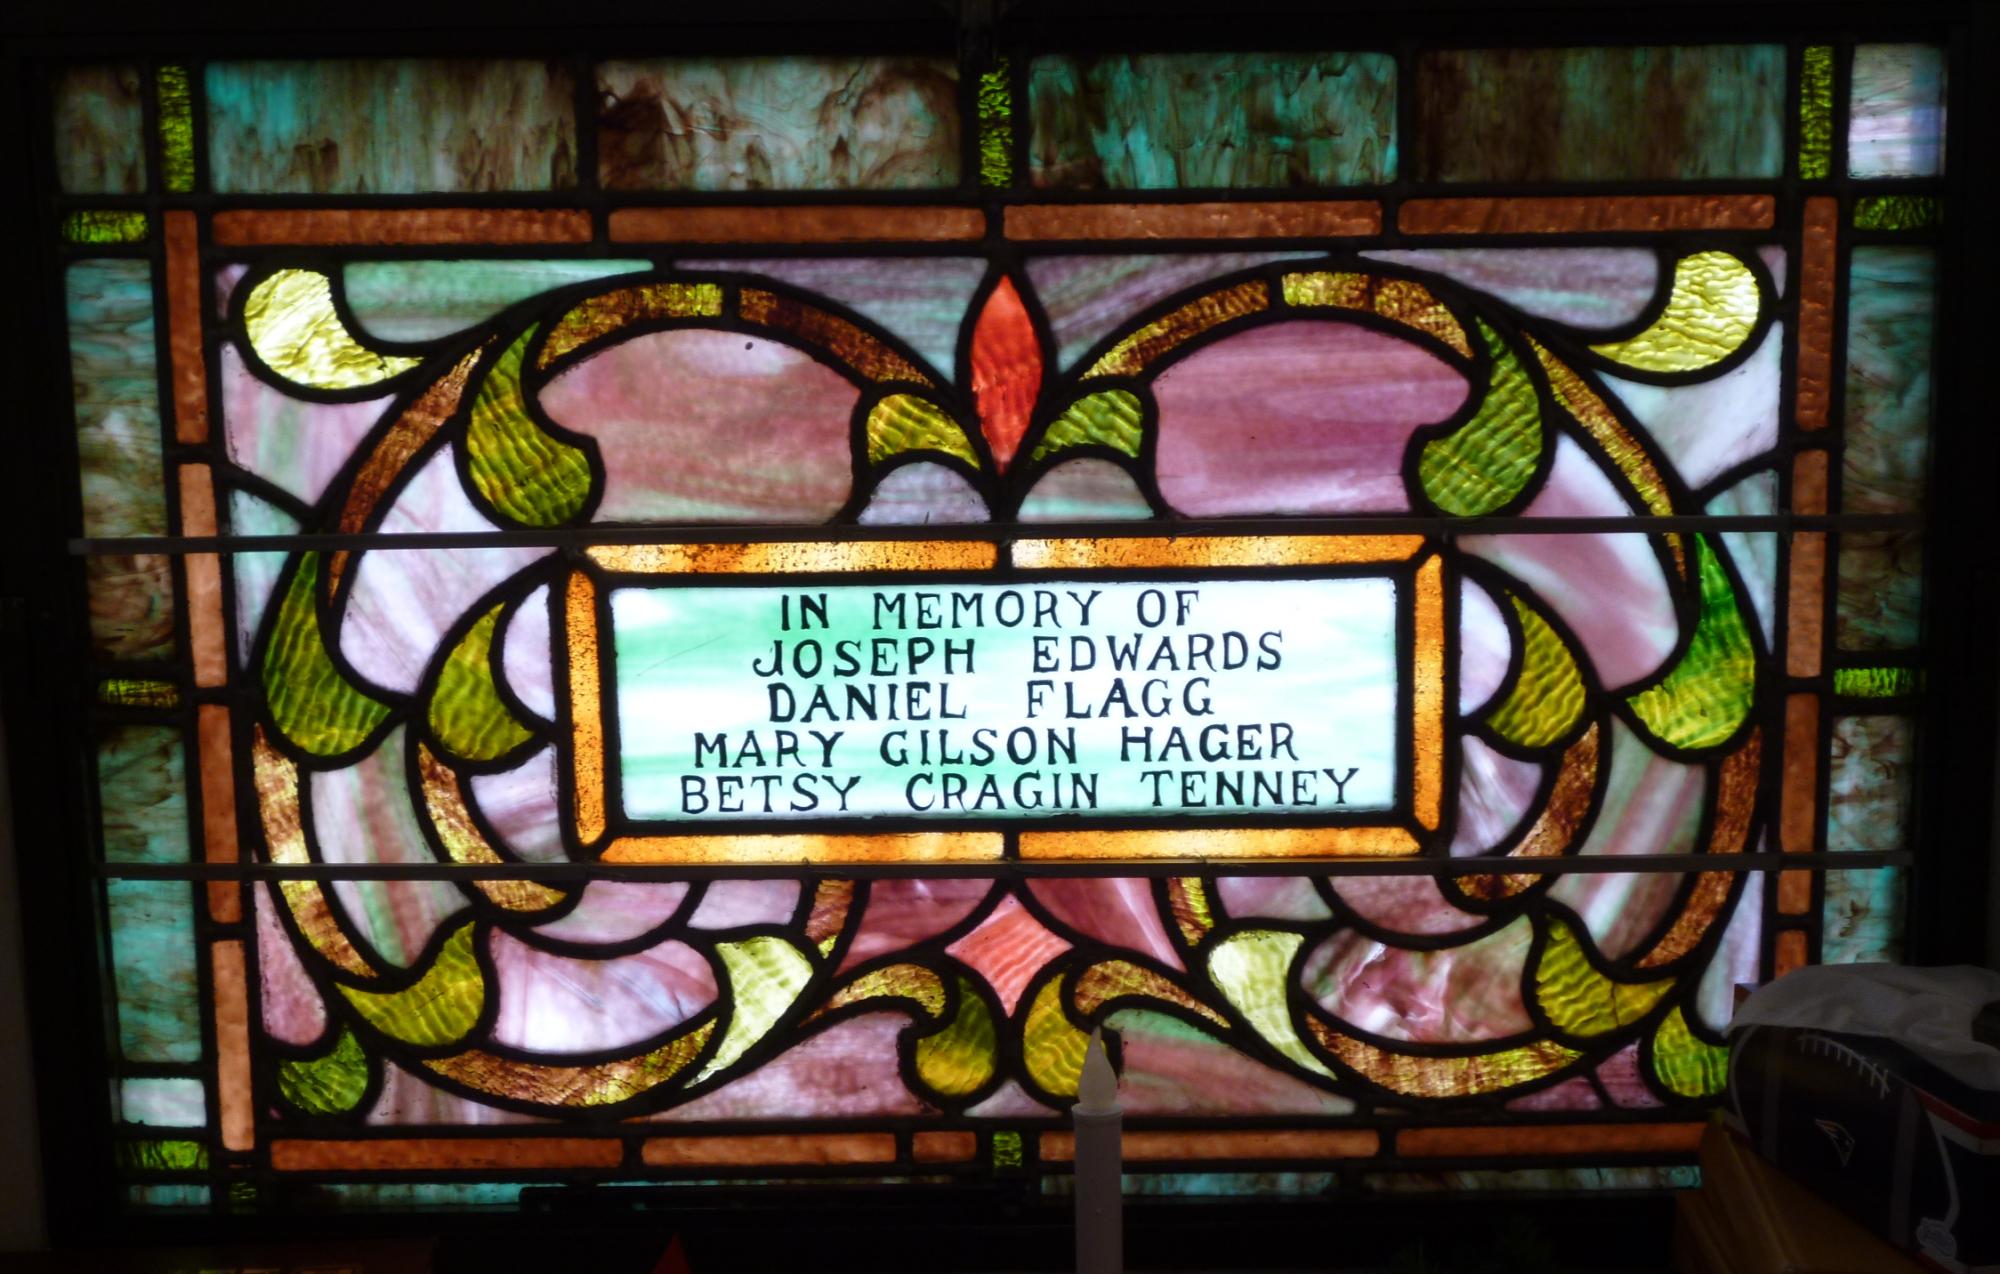 IN MEMORY OF
JOSEPH EDWARDS
DANIEL FLAGG
MARY GILSON HAGER
BETSY CRAGIN TENNEY